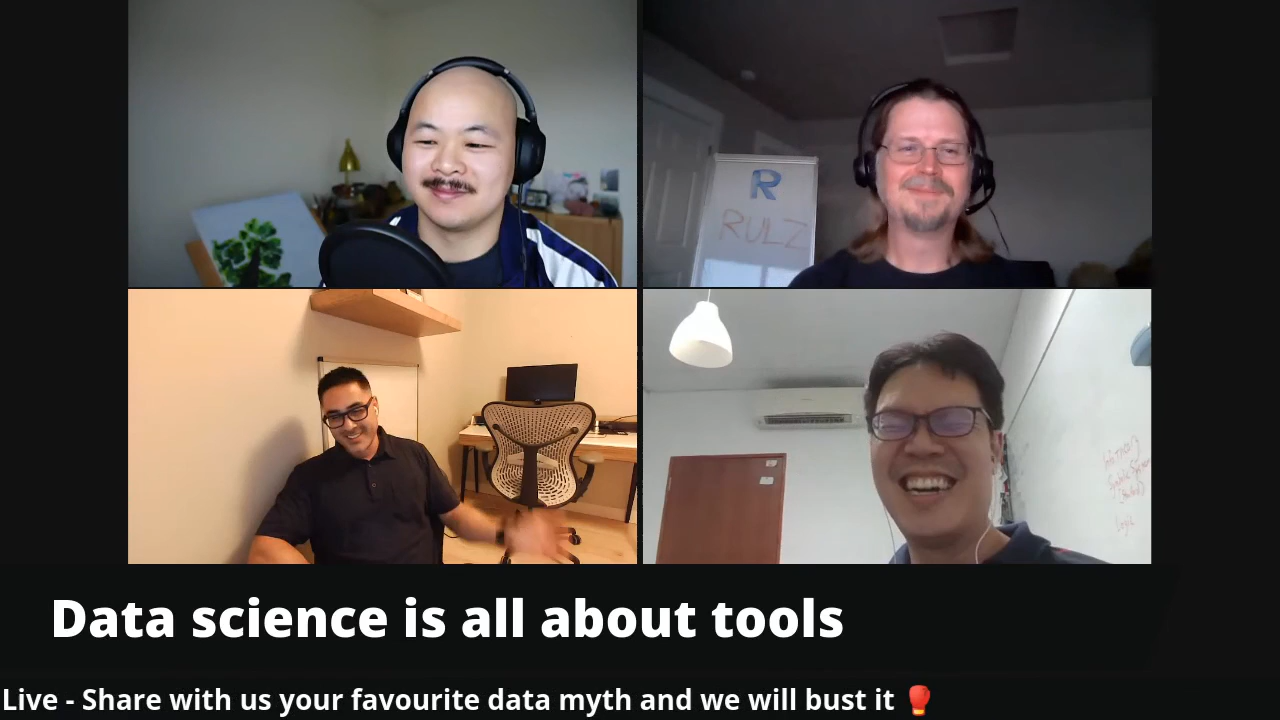 R
RULZ
Data science is all about tools
Live - Share with us your favourite data myth and we will bust it 🥊